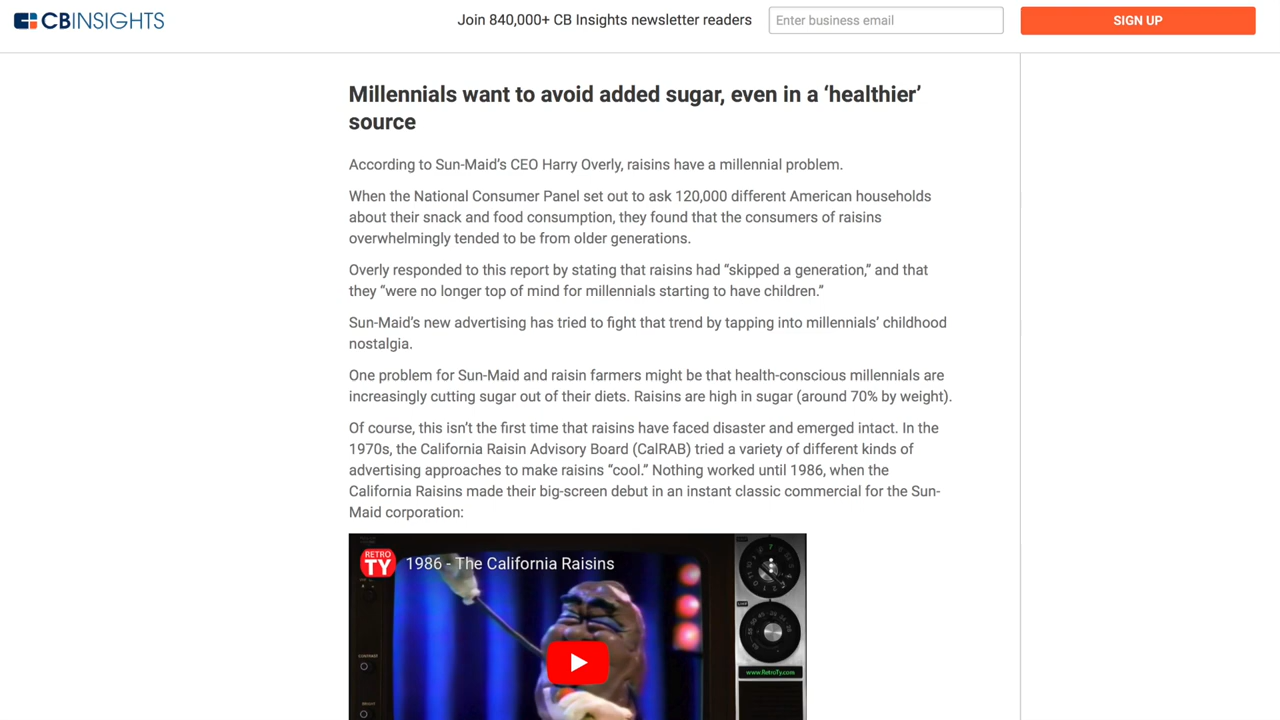 CBINSIGHTS
Join 840,000+ CB Insights newsletter readers
Enter business email
SIGN UP
Millennials want to avoid added sugar, even in a ‘healthier’
source
According to Sun-Maid’s CEO Harry Overly, raisins have a millennial problem.
When the National Consumer Panel set out to ask 120,000 different American households
about their snack and food consumption, they found that the consumers of raisins
overwhelmingly tended to be from older generations.
Overly responded to this report by stating that raisins had “skipped a generation,” and that
they “were no longer top of mind for millennials starting to have children.”
Sun-Maid’s new advertising has tried to fight that trend by tapping into millennials’ childhood
nostalgia.
One problem for Sun-Maid and raisin farmers might be that health-conscious millennials are
increasingly cutting sugar out of their diets. Raisins are high in sugar (around 70% by weight).
Of course, this isn’t the first time that raisins have faced disaster and emerged intact. In the
1970s, the California Raisin Advisory Board (CalRAB) tried a variety of different kinds of
advertising approaches to make raisins “cool.” Nothing worked until 1986, when the
California Raisins made their big-screen debut in an instant classic commercial for the Sun-
Maid corporation:
RETRO
TY
1986 - The California Raisins
CONTRAST
www.RetroTy.com
BRIGHT